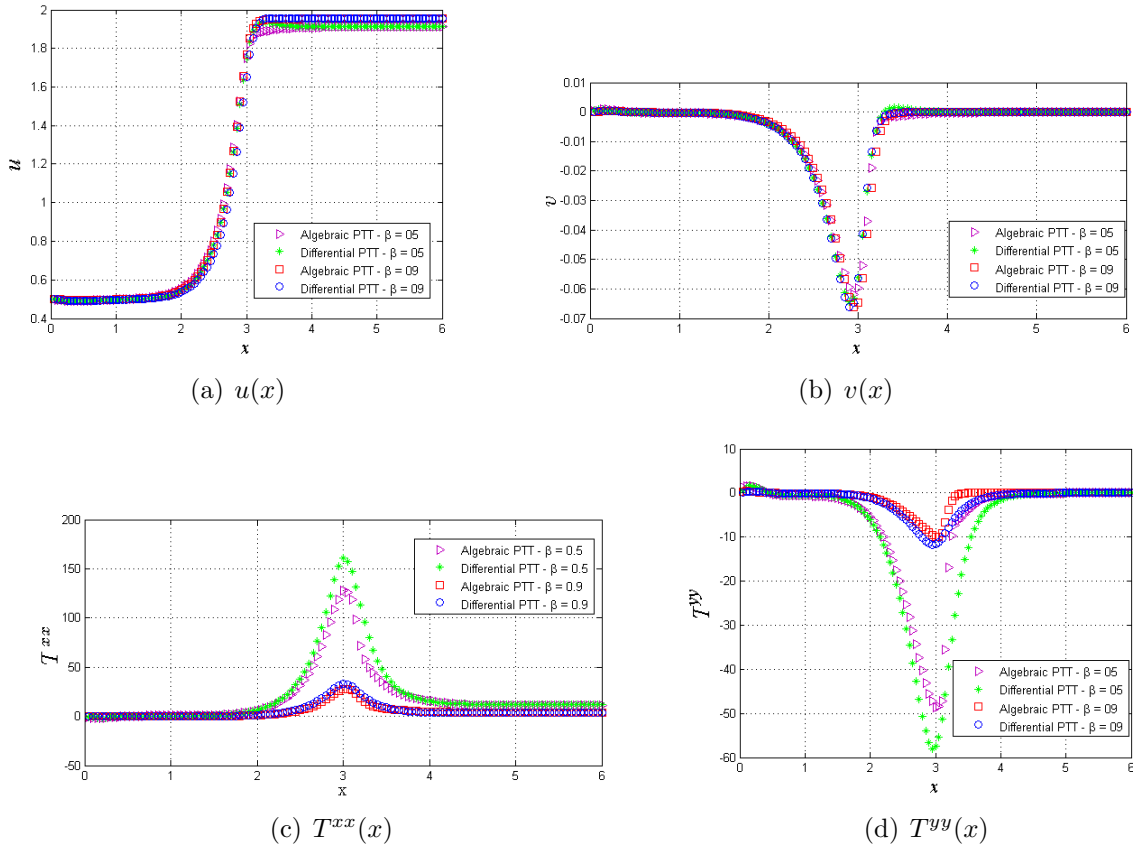 2
1.8
1.6
1.4
1.2
1
0.8
0.6
0.4
u
0 1 2 3 4 5 6
x
Algebraic PTT - β = 05
Differential PTT - β = 05
Algebraic PTT - β = 09
Differential PTT - β = 09
(a) u(x)
0.01
0
-0.01
-0.02
-0.03
-0.04
-0.05
-0.06
-0.07
v
0 1 2 3 4 5 6
x
Algebraic PTT - β = 05
Differential PTT - β = 05
Algebraic PTT - β = 09
Differential PTT - β = 09
(b) v(x)
200
150
100
50
0
-50
T^{xx}
0 1 2 3 4 5 6
x
Algebraic PTT - β = 0.5
Differential PTT - β = 0.5
Algebraic PTT - β = 0.9
Differential PTT - β = 0.9
(c) T^{xx}(x)
10
0
-10
-20
-30
-40
-50
-60
T^{yy}
0 1 2 3 4 5 6
x
Algebraic PTT - β = 05
Differential PTT - β = 05
Algebraic PTT - β = 09
Differential PTT - β = 09
(d) T^{yy}(x)